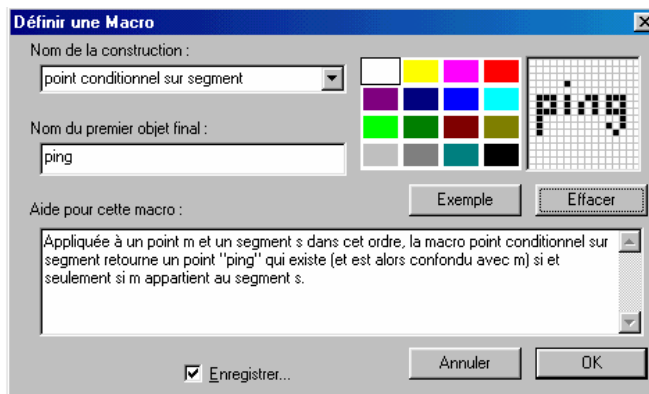 Définir une Macro
Nom de la construction :
point conditionnel sur segment
Nom du premier objet final :
ping
ping
Exemple
Effacer
Aide pour cette macro :
Appliquée à un point m et un segment s dans cet ordre, la macro point conditionnel sur
segment retourne un point "ping" qui existe (et est alors confondu avec m) si et
seulement si m appartient au segment s.
Enregistrer...
Annuler
OK